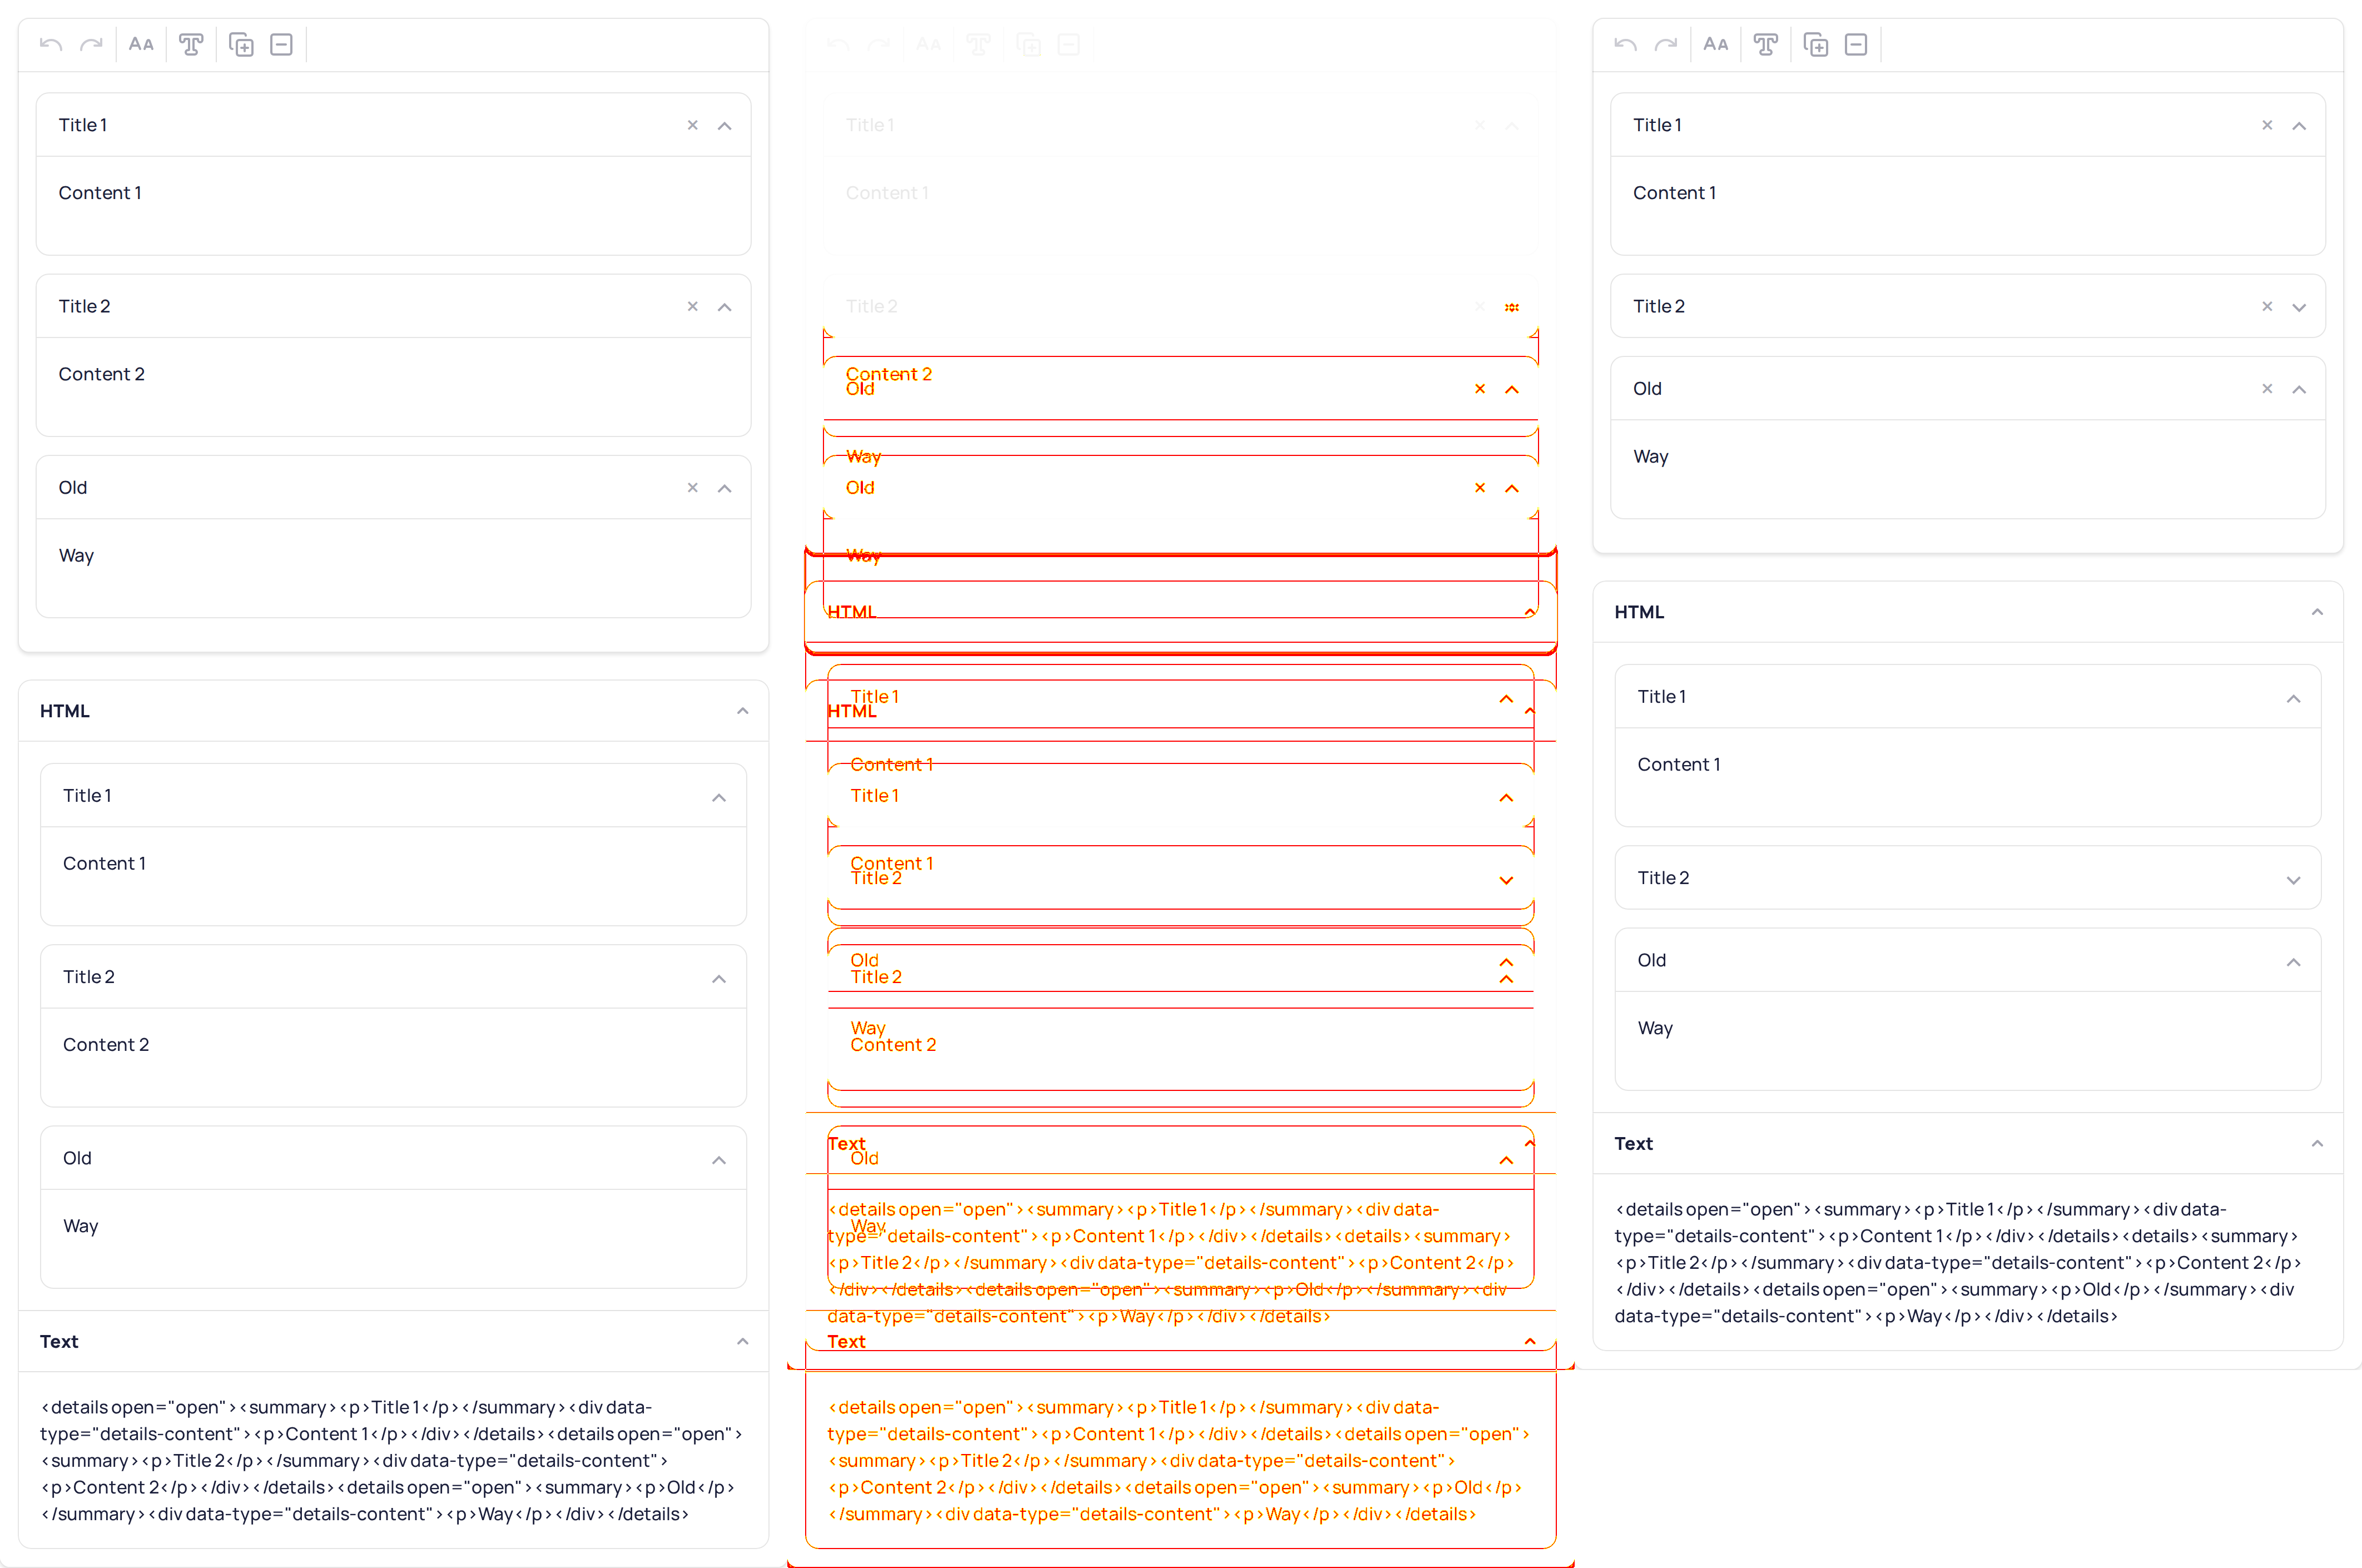 AA
Title 1
Content 1
Title 2
Content 2
Old
Way
HTML
Title 1
Content 1
Title 2
Content 2
Old
Way
Text
<details open="open"><summary><p>Title 1</p></summary><div data-
type="details-content"><p>Content 1</p></div></details><details open="open">
<summary><p>Title 2</p></summary><div data-type="details-content">
<p>Content 2</p></div></details><details open="open"><summary><p>Old</p>
</summary><div data-type="details-content"><p>Way</p></div></details>
AA
Title 1
Content 1
Title 2
Content 2
Old
Way
Old
Way
HTML
Title 1
HTML
Content 1
Title 1
Content 1
Title 2
Old
Title 2
Way
Content 2
Text
Old
<details open="open"><summary><p>Title 1</p></summary><div data-
Way
type="details-content"><p>Content 1</p></div></details><details><summary>
<p>Title 2</p></summary><div data-type="details-content"><p>Content 2</p>
</div></details><details open="open"><summary><p>Old</p></summary><div
data-type="details-content"><p>Way</p></div></details>
Text
<details open="open"><summary><p>Title 1</p></summary><div data-
type="details-content"><p>Content 1</p></div></details><details open="open">
<summary><p>Title 2</p></summary><div data-type="details-content">
<p>Content 2</p></div></details><details open="open"><summary><p>Old</p>
</summary><div data-type="details-content"><p>Way</p></div></details>
AA
Title 1
Content 1
Title 2
Old
Way
HTML
Title 1
Content 1
Title 2
Old
Way
Text
<details open="open"><summary><p>Title 1</p></summary><div data-
type="details-content"><p>Content 1</p></div></details><details><summary>
<p>Title 2</p></summary><div data-type="details-content"><p>Content 2</p>
</div></details><details open="open"><summary><p>Old</p></summary><div
data-type="details-content"><p>Way</p></div></details>